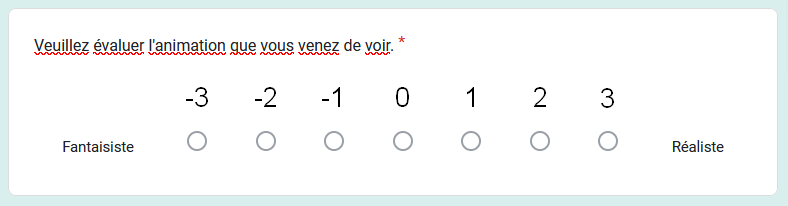 Veuillez évaluer l'animation que vous venez de voir. *
-3 -2 -1 0 1 2 3
Fantaisiste Réaliste